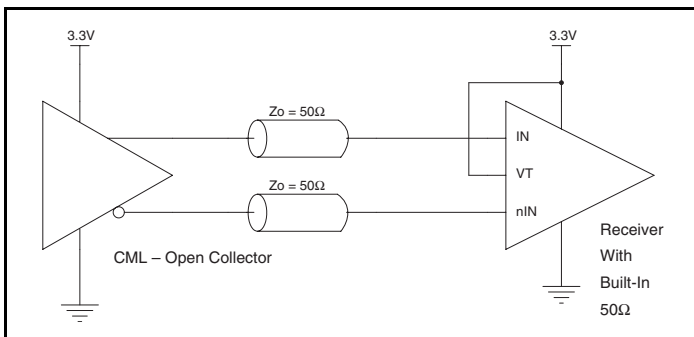 3.3V
3.3V
Zo = 50Ω
IN
VT
Zo = 50Ω
nIN
CML – Open Collector
Receiver
With
Built-In
50Ω